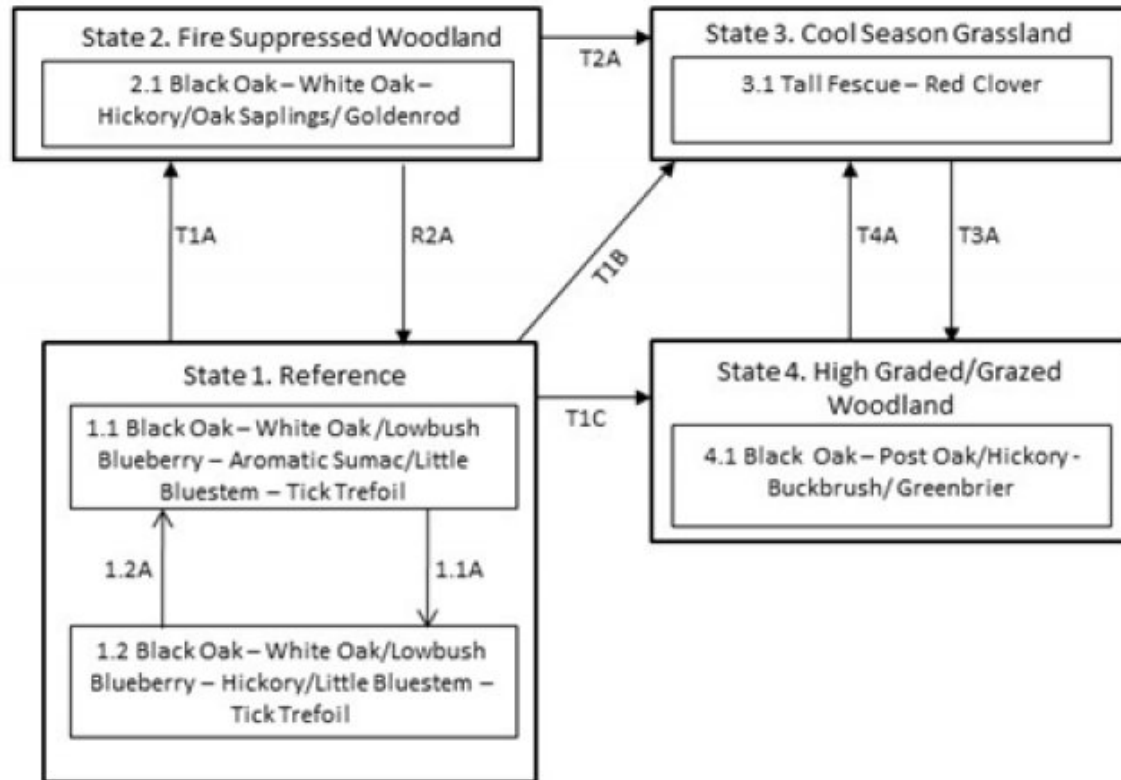 State 2. Fire Suppressed Woodland
2.1 Black Oak – White Oak –
Hickory/Oak Saplings/ Goldenrod
T2A
State 3. Cool Season Grassland
3.1 Tall Fescue – Red Clover
T1A
R2A
T1B
T4A
T3A
State 1. Reference
1.1 Black Oak – White Oak /Lowbush
Blueberry – Aromatic Sumac/Little
Bluestem – Tick Trefoil
1.2A
1.1A
1.2 Black Oak – White Oak/Lowbush
Blueberry – Hickory/Little Bluestem –
Tick Trefoil
T1C
State 4. High Graded/Grazed
Woodland
4.1 Black Oak – Post Oak/Hickory -
Buckbrush/ Greenbrier